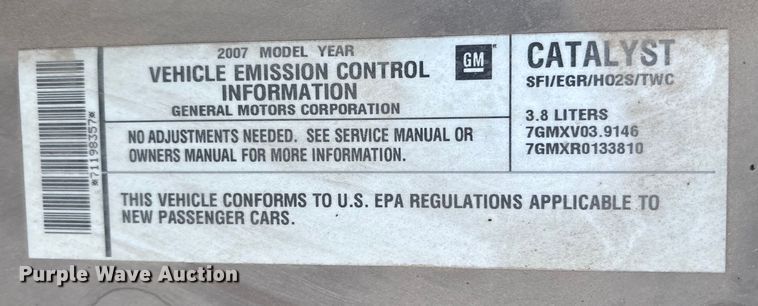 2007 MODEL YEAR
VEHICLE EMISSION CONTROL
INFORMATION
GENERAL MOTORS CORPORATION
GM
CATALYST
SFI/EGR/HO2S/TWC
3.8 LITERS
7GMXV03.9146
7GMXR0133810
NO ADJUSTMENTS NEEDED. SEE SERVICE MANUAL OR
OWNERS MANUAL FOR MORE INFORMATION.
THIS VEHICLE CONFORMS TO U.S. EPA REGULATIONS APPLICABLE TO
NEW PASSENGER CARS.
*71198357*
Purple Wave Auction